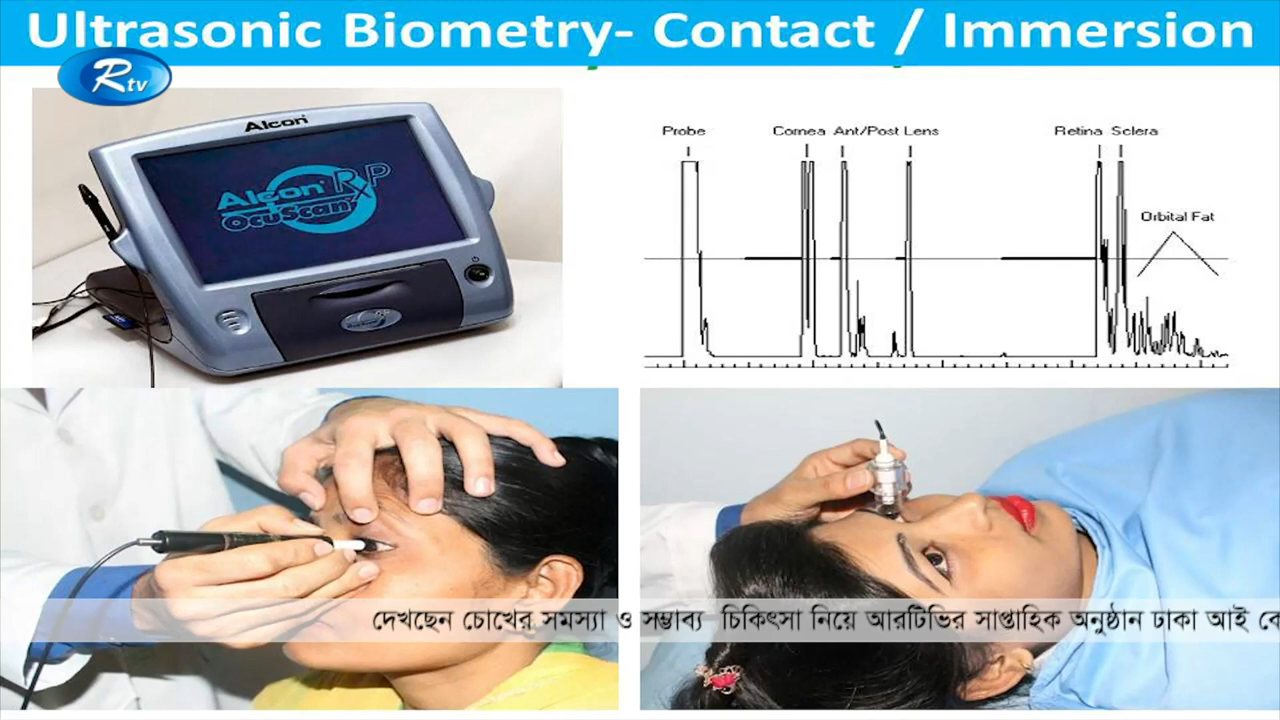 Ultrasonic Biometry- Contact / Immersion
Rtv
Alcon
Alcon RxP
OcuScan
Probe Cornea Ant/Post Lens Retina Sclera
Orbital Fat
দেখছেন চোখের সমস্যা ও সম্ভাব্য চিকিৎসা নিয়ে আরটিভির সাপ্তাহিক অনুষ্ঠান ঢাকা আই কে